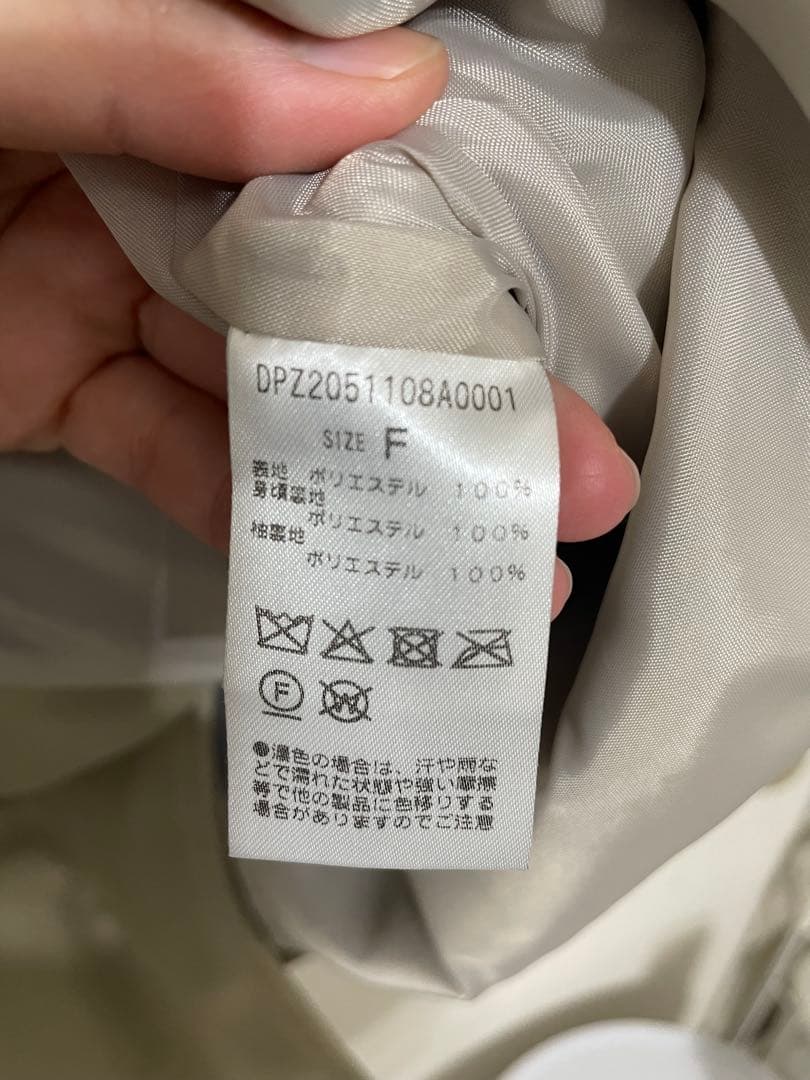 DPZ2051108A0001
SIZE F
表地 ポリエステル 100%
身頃裏地
ポリエステル 100%
袖裏地
ポリエステル 100%
F
W
●濃色の場合は、汗や雨な
どで濡れた状態や強い摩擦
等で他の製品に色移りする
場合がありますのでご注意